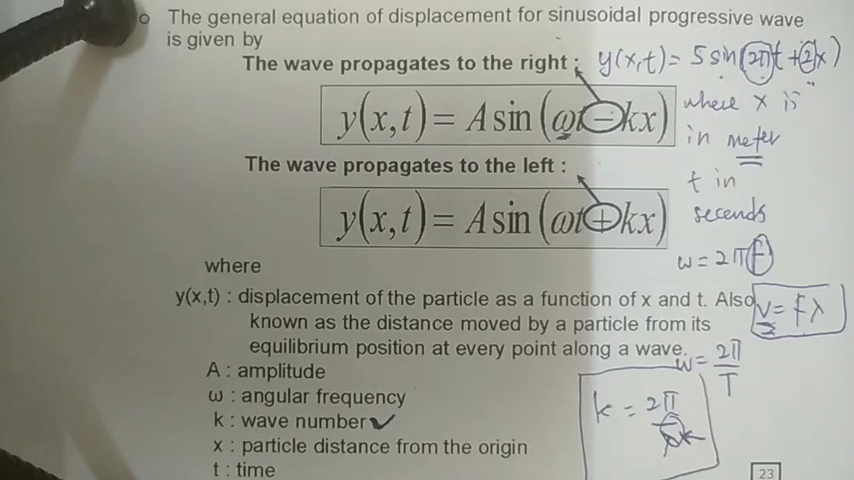 The general equation of displacement for sinusoidal progressive wave
is given by
The wave propagates to the right :
y(x,t) = 5 sin(2πt + 2x)
y(x,t) = A sin (ωt − kx)
where x is
in meter
The wave propagates to the left :
t in
seconds
y(x,t) = A sin (ωt + kx)
ω = 2πf
where
y(x,t) : displacement of the particle as a function of x and t. Also
known as the distance moved by a particle from its
equilibrium position at every point along a wave.
v = fλ
ω = 2π/T
A : amplitude
ω : angular frequency
k : wave number
k = 2π
x : particle distance from the origin
t : time
23